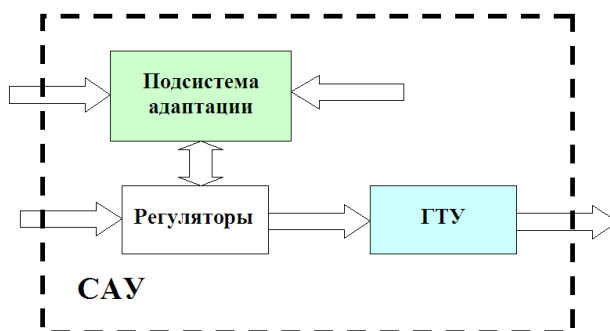 Подсистема
адаптации
Регуляторы
ГТУ
САУ